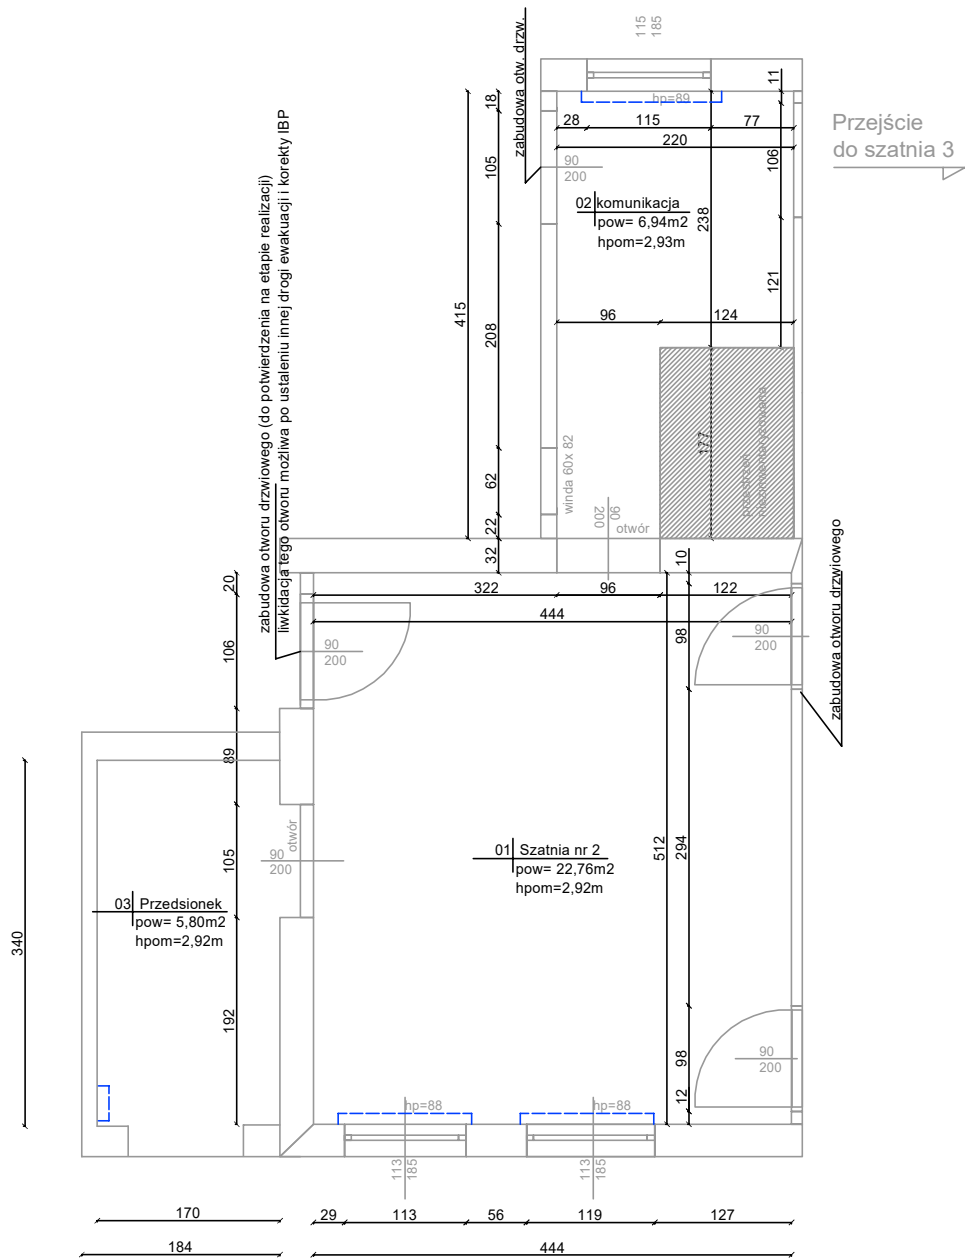 115
185
zabudowa otw. drzw.
11
18
hp=89
28
115
77
220
Przejście
do szatnia 3
90
200
105
106
02 komunikacja
pow= 6,94m2
hpom=2,93m
238
121
zabudowa otworu drzwiowego (do potwierdzenia na etapie realizacji)
liwkidacja tego otworu możliwa po ustaleniu innej drogi ewakuacji i korekty IBP
415
208
96
124
177
przestrzeń
niezinwentaryzowana
winda 60x 82
62
22
32
90
200
otwór
10
zabudowa otworu drzwiowego
20
322
96
122
444
106
90
200
98
90
200
89
105
otwór
90
200
01 Szatnia nr 2
pow= 22,76m2
hpom=2,92m
512
294
03 Przedsionek
pow= 5,80m2
hpom=2,92m
340
192
98
90
200
12
hp=88
hp=88
113
185
113
185
170
29
113
56
119
127
184
444